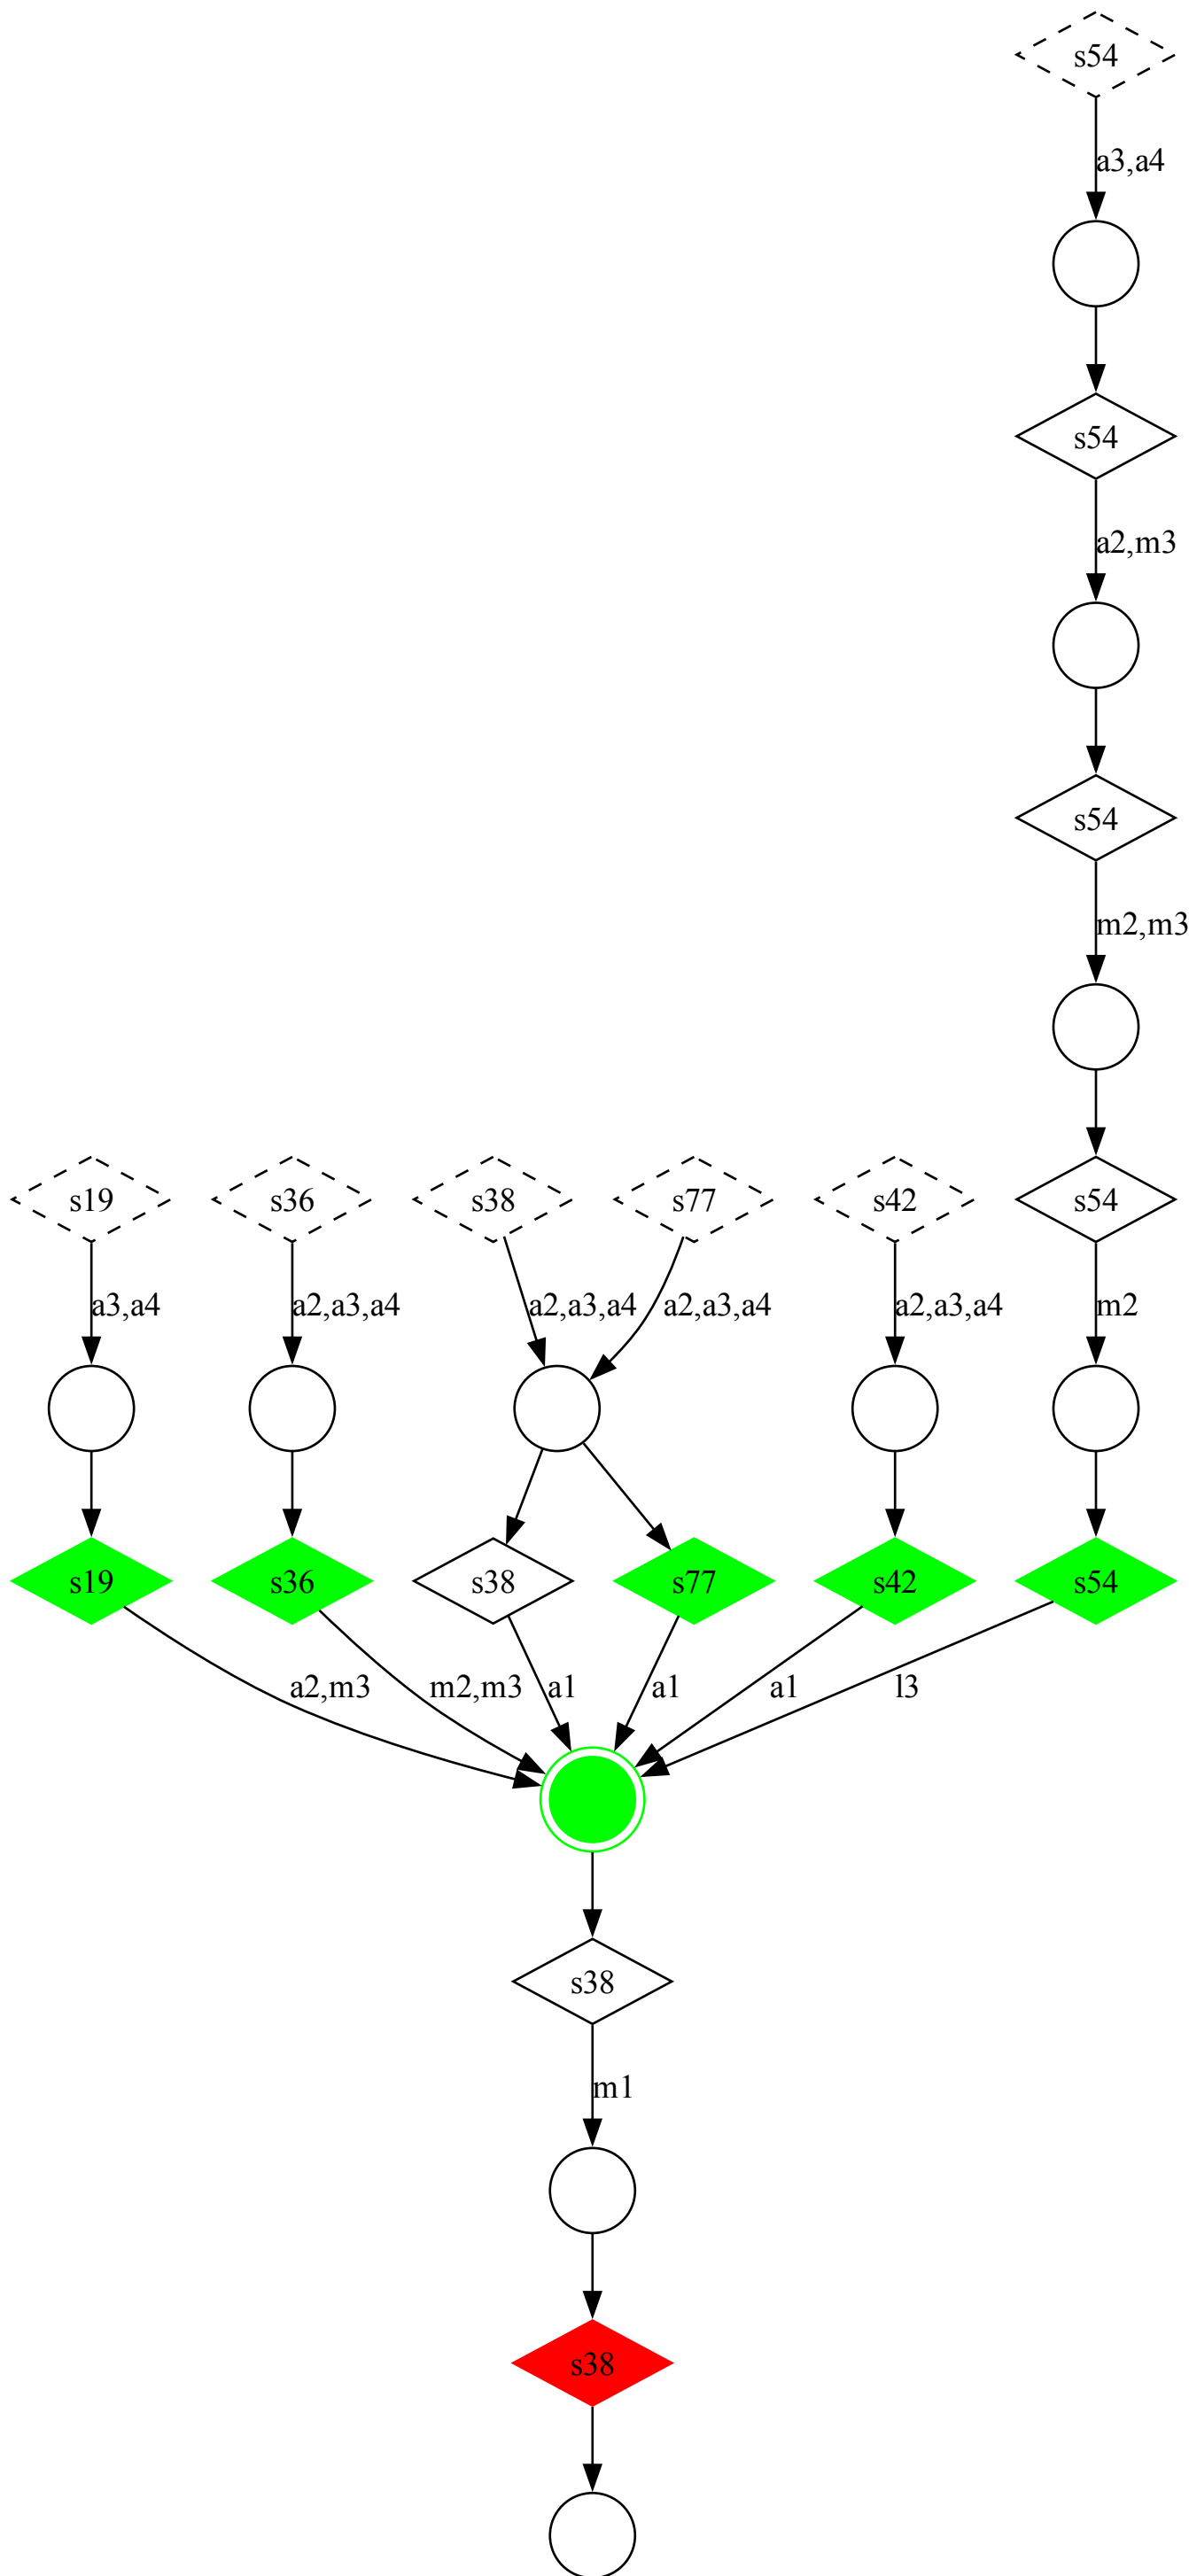 s54
a3,a4
s54
a2,m3
s54
m2,m3
s19 s36 s38 s77 s42 s54
a3,a4 a2,a3,a4 a2,a3,a4 a2,a3,a4 a2,a3,a4 m2
s19 s36 s38 s77 s42 s54
a2,m3 m2,m3 a1 a1 a1 l3
s38
m1
s38